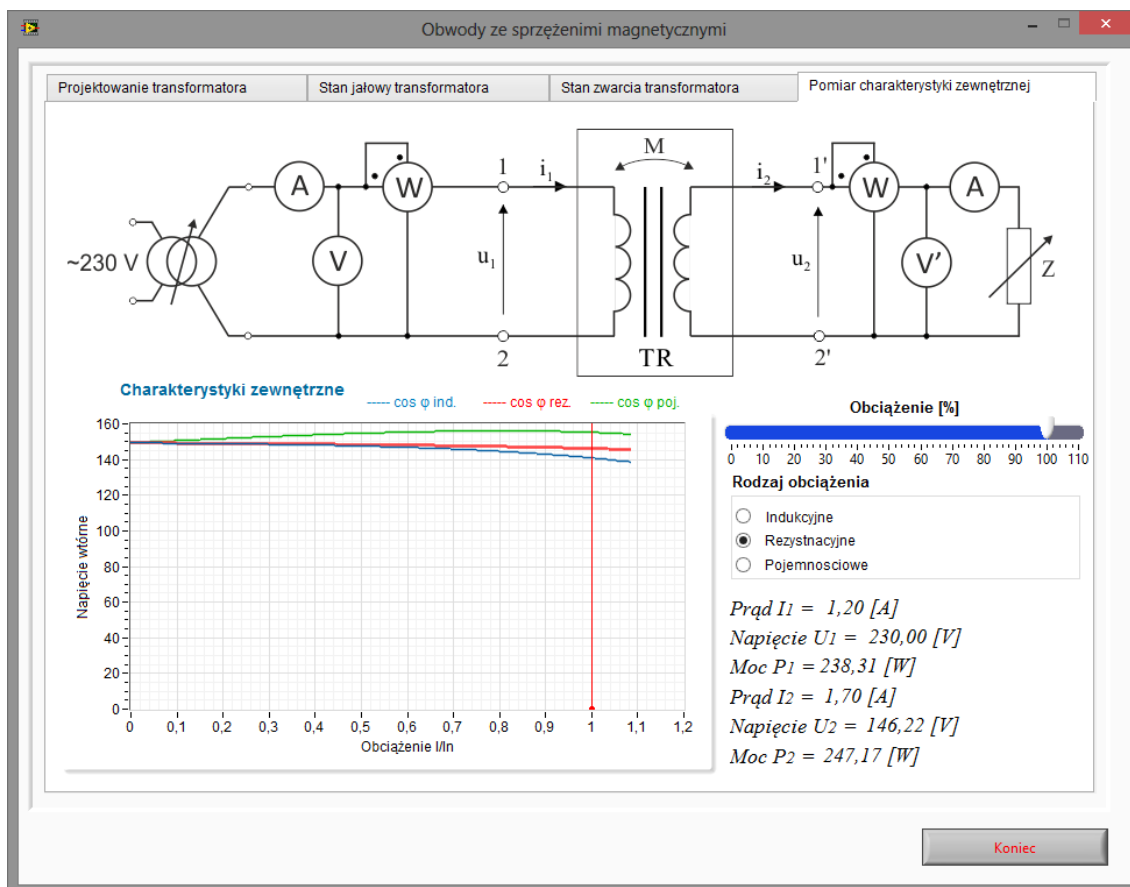 Obwody ze sprzężenimi magnetycznymi
Projektowanie transformatora Stan jałowy transformatora Stan zwarcia transformatora Pomiar charakterystyki zewnętrznej
A W 1 i1 M i2 1' W A
~230 V V u1 u2 V' Z
2 TR 2'
Charakterystyki zewnętrzne
----- cos φ ind. ----- cos φ rez. ----- cos φ poj.
Napięcie wtórne
160
140
120
100
80
60
40
20
0
0 0,1 0,2 0,3 0,4 0,5 0,6 0,7 0,8 0,9 1 1,1 1,2
Obciążenie I/In
Obciążenie [%]
0 10 20 30 40 50 60 70 80 90 100 110
Rodzaj obciążenia
Indukcyjne
Rezystnacyjne
Pojemnosciowe
Prąd I1 = 1,20 [A]
Napięcie U1 = 230,00 [V]
Moc P1 = 238,31 [W]
Prąd I2 = 1,70 [A]
Napięcie U2 = 146,22 [V]
Moc P2 = 247,17 [W]
Koniec